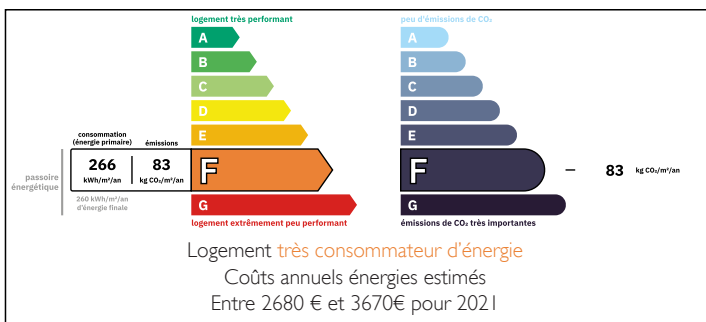 logement très performant
A
B
C
D
E
consommation
(énergie primaire)
émissions
266
kWh/m²/an
83
kg CO₂/m²/an
F
passoire
énergétique
260 kWh/m²/an
d'énergie finale
G
logement extrêmement peu performant
peu d'émissions de CO₂
A
B
C
D
E
F
83 kg CO₂/m²/an
G
émissions de CO₂ très importantes
Logement très consommateur d'énergie
Coûts annuels énergies estimés
Entre 2680 € et 3670€ pour 2021